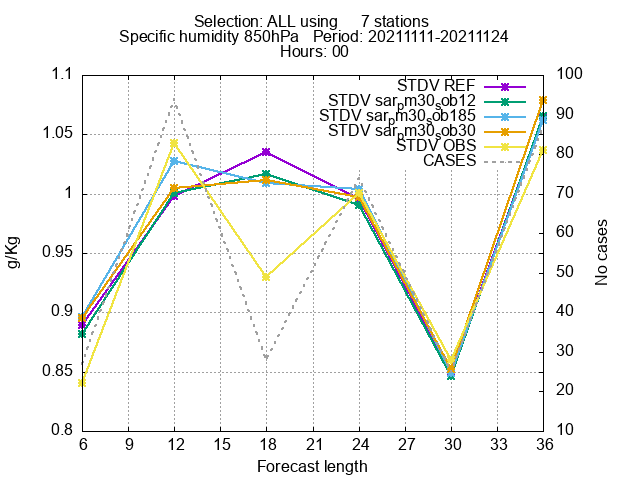 Selection: ALL using 7 stations
Specific humidity 850hPa Period: 20211111-20211124
Hours: 00
1.1
1.05
1
0.95
0.9
0.85
0.8
g/Kg
STDV REF
STDV sar_pm30_sob12
STDV sar_pm30_sob185
STDV sar_pm30_sob30
STDV OBS
CASES
100
90
80
70
60
50
40
30
20
10
No cases
6 9 12 15 18 21 24 27 30 33 36
Forecast length